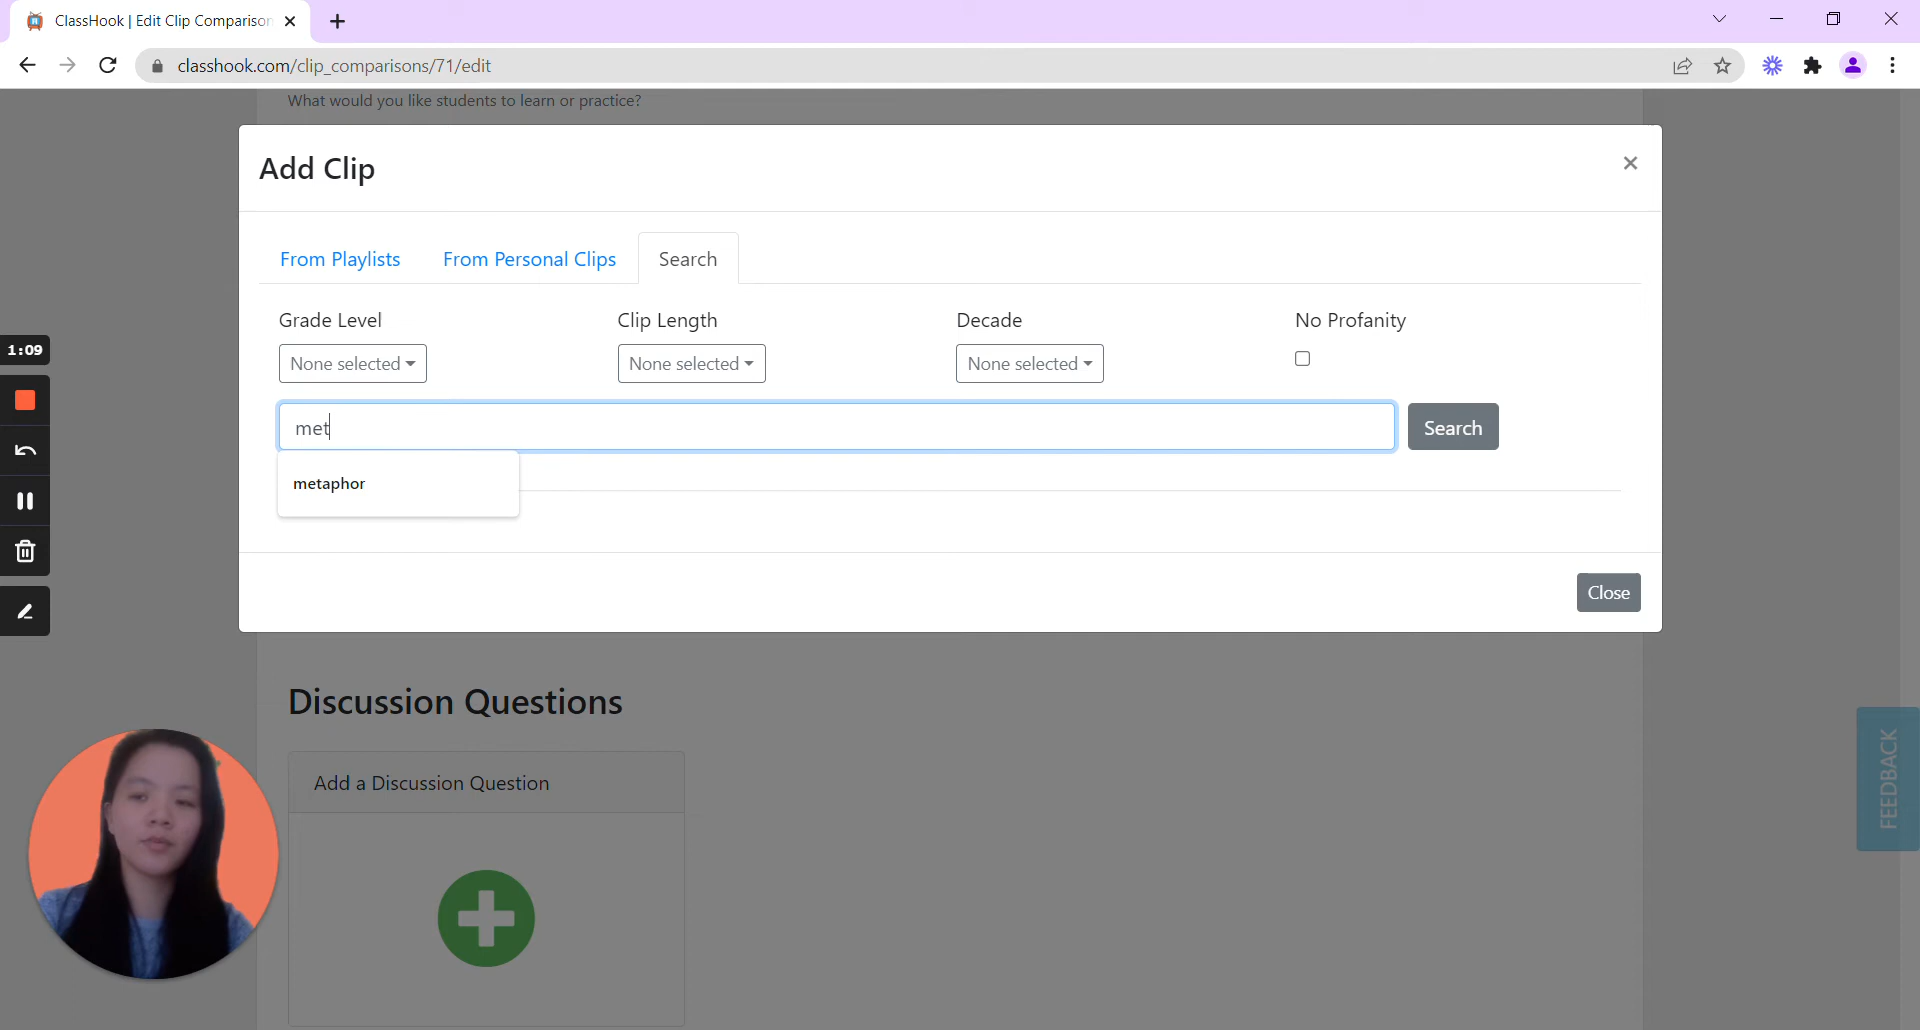 ClassHook | Edit Clip Comparison
classhook.com/clip_comparisons/71/edit
What would you like students to learn or practice?
Add Clip
From Playlists From Personal Clips Search
Grade Level Clip Length Decade No Profanity
None selected None selected None selected
met
Search
metaphor
Close
1:09
Discussion Questions
Add a Discussion Question
FEEDBACK